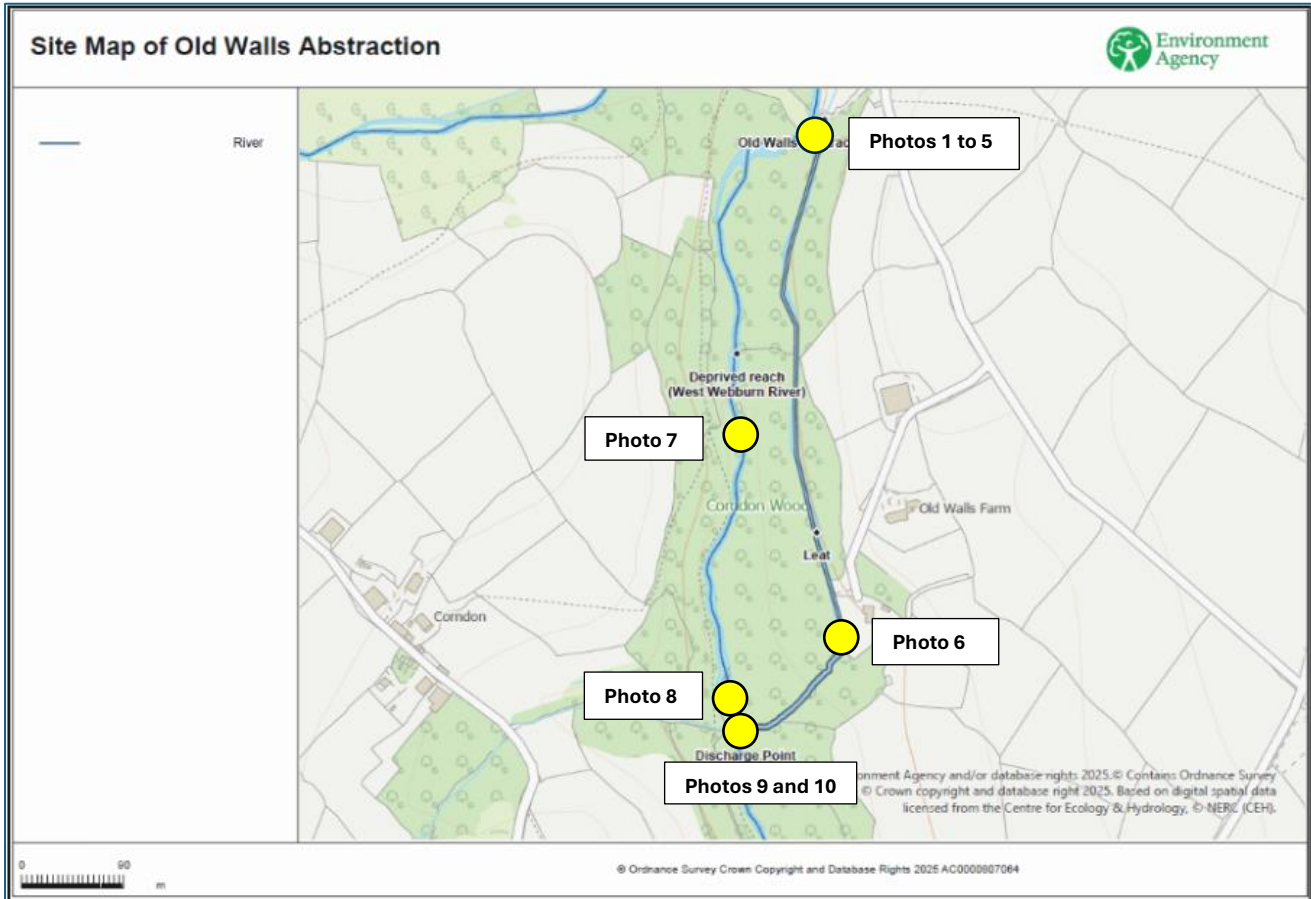 Site Map of Old Walls Abstraction
Environment
Agency
River
Old Walls
Photos 1 to 5
Deprived reach
(West Webburn River)
Photo 7
Corndon Wood
Old Walls Farm
Leat
Corndon
Photo 6
Photo 8
Discharge Point
Photos 9 and 10
Agency and/or database rights 2025.© Contains Ordnance Survey
© Crown copyright and database right 2025. Based on digital spatial data
licensed from the Centre for Ecology & Hydrology, © NERC (CEH).
0 90
m
© Ordnance Survey Crown Copyright and Database Rights 2025 AC0000807064